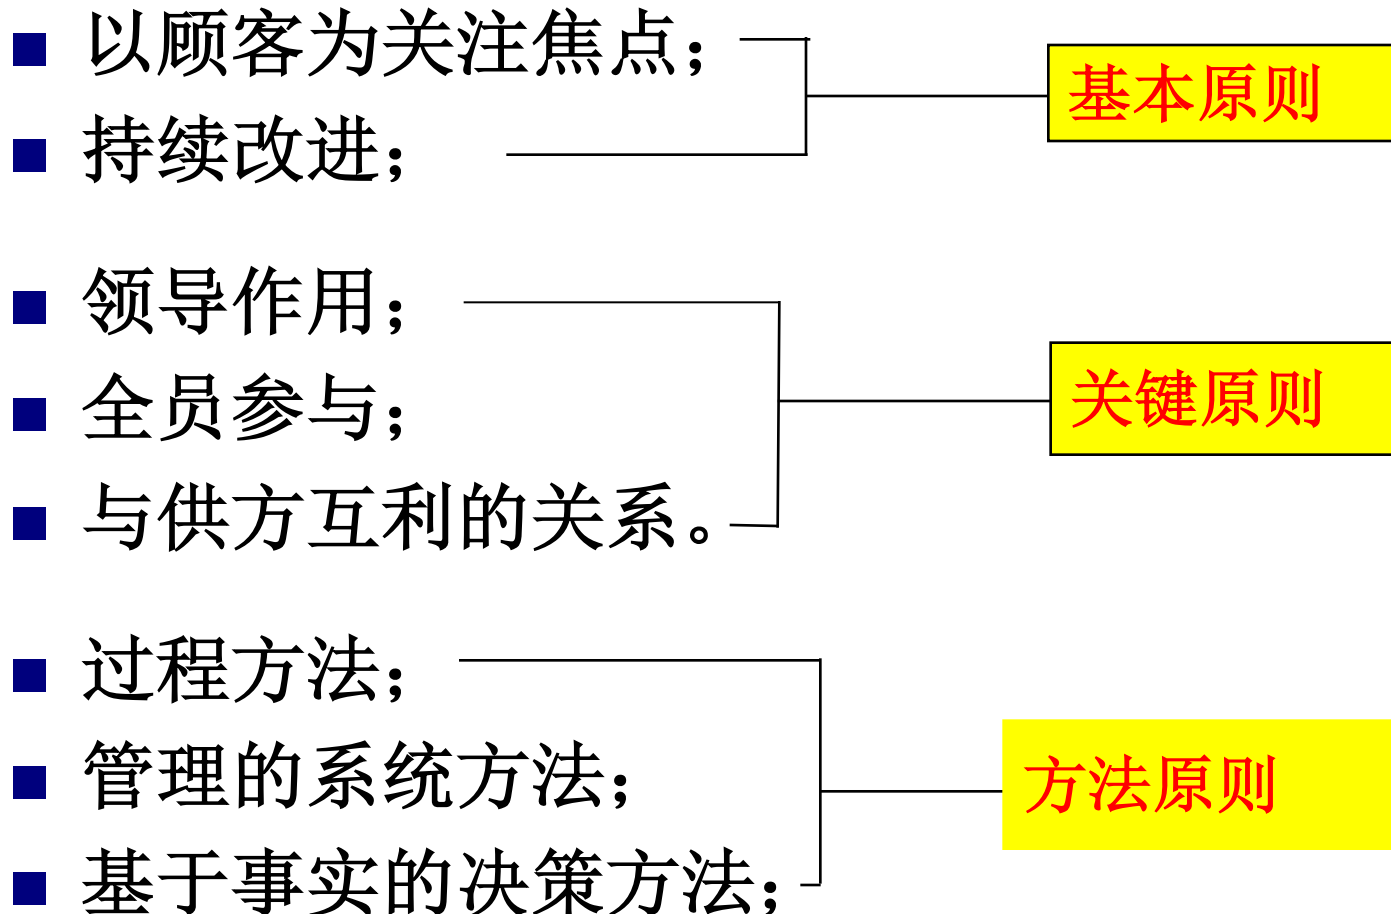 以顾客为关注焦点；
基本原则
持续改进；
领导作用；
全员参与；
关键原则
与供方互利的关系。
过程方法；
管理的系统方法；
方法原则
基于事实的决策方法；